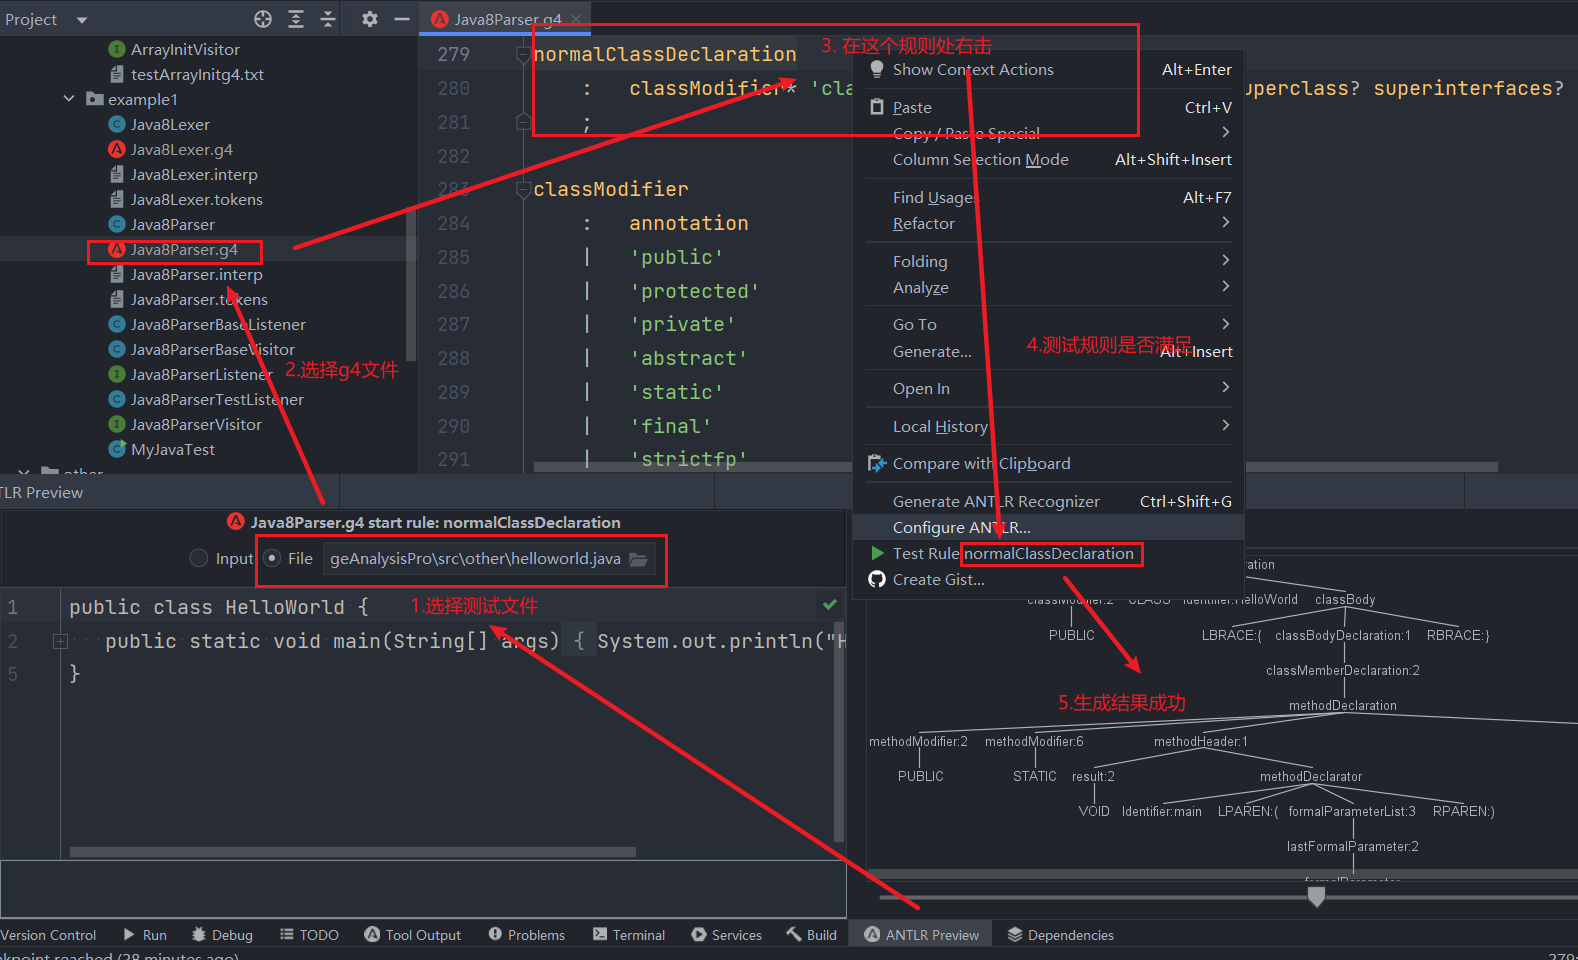 Project
Java8Parser.g4
ArrayInitVisitor
testArrayInitg4.txt
example1
Java8Lexer
Java8Lexer.g4
Java8Lexer.interp
Java8Lexer.tokens
Java8Parser
Java8Parser.g4
Java8Parser.interp
Java8Parser.tokens
Java8ParserBaseListener
Java8ParserBaseVisitor
Java8ParserListener
Java8ParserTestListener
Java8ParserVisitor
MyJavaTest
other
2.选择g4文件
279 normalClassDeclaration
3. 在这个规则处右击
280 : classModifier* 'cla
uperclass? superinterfaces?
281 ;
282
283 classModifier
284 : annotation
285 | 'public'
286 | 'protected'
287 | 'private'
288 | 'abstract'
289 | 'static'
290 | 'final'
291 | 'strictfp'
Show Context Actions Alt+Enter
Paste Ctrl+V
Copy / Paste Special
Column Selection Mode Alt+Shift+Insert
Find Usages Alt+F7
Refactor
Folding
Analyze
Go To
Generate... Alt+Insert
4.测试规则是否满足
Open In
Local History
Compare with Clipboard
Generate ANTLR Recognizer Ctrl+Shift+G
Configure ANTLR...
Test Rule normalClassDeclaration
Create Gist...
TLR Preview
Java8Parser.g4 start rule: normalClassDeclaration
Input File geAnalysisPro\src\other\helloworld.java
1 public class HelloWorld {
1.选择测试文件
2 public static void main(String[] args) { System.out.println("H
5 }
ration
classModifier:2 CLASS Identifier:HelloWorld classBody
PUBLIC LBRACE:{ classBodyDeclaration:1 RBRACE:}
classMemberDeclaration:2
5.生成结果成功
methodDeclaration
methodModifier:2 methodModifier:6 methodHeader:1
PUBLIC STATIC result:2 methodDeclarator
VOID Identifier:main LPAREN:( formalParameterList:3 RPAREN:)
lastFormalParameter:2
formalParameter
Version Control Run Debug TODO Tool Output Problems Terminal Services Build ANTLR Preview Dependencies
ckpoint reached (28 minutes ago)
279: